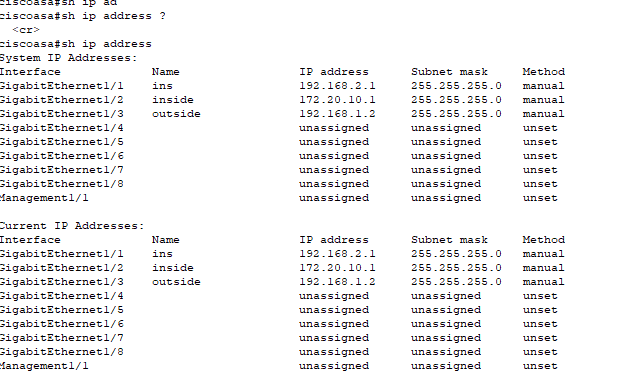 ciscoasa#sh ip ad
ciscoasa#sh ip address ?
  <cr>
ciscoasa#sh ip address
System IP Addresses:
Interface             Name                 IP address      Subnet mask     Method
GigabitEthernet1/1    ins                  192.168.2.1     255.255.255.0   manual
GigabitEthernet1/2    inside               172.20.10.1     255.255.255.0   manual
GigabitEthernet1/3    outside              192.168.1.2     255.255.255.0   manual
GigabitEthernet1/4                         unassigned      unassigned      unset
GigabitEthernet1/5                         unassigned      unassigned      unset
GigabitEthernet1/6                         unassigned      unassigned      unset
GigabitEthernet1/7                         unassigned      unassigned      unset
GigabitEthernet1/8                         unassigned      unassigned      unset
Management1/1                              unassigned      unassigned      unset

Current IP Addresses:
Interface             Name                 IP address      Subnet mask     Method
GigabitEthernet1/1    ins                  192.168.2.1     255.255.255.0   manual
GigabitEthernet1/2    inside               172.20.10.1     255.255.255.0   manual
GigabitEthernet1/3    outside              192.168.1.2     255.255.255.0   manual
GigabitEthernet1/4                         unassigned      unassigned      unset
GigabitEthernet1/5                         unassigned      unassigned      unset
GigabitEthernet1/6                         unassigned      unassigned      unset
GigabitEthernet1/7                         unassigned      unassigned      unset
GigabitEthernet1/8                         unassigned      unassigned      unset
Management1/1                              unassigned      unassigned      unset